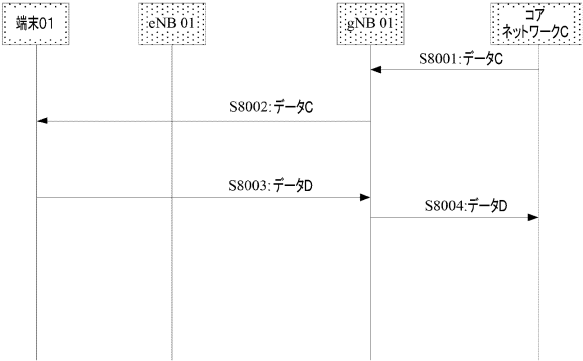 端末01
eNB 01
gNB 01
コア
ネットワークC
S8001:データC
S8002:データC
S8003:データD
S8004:データD